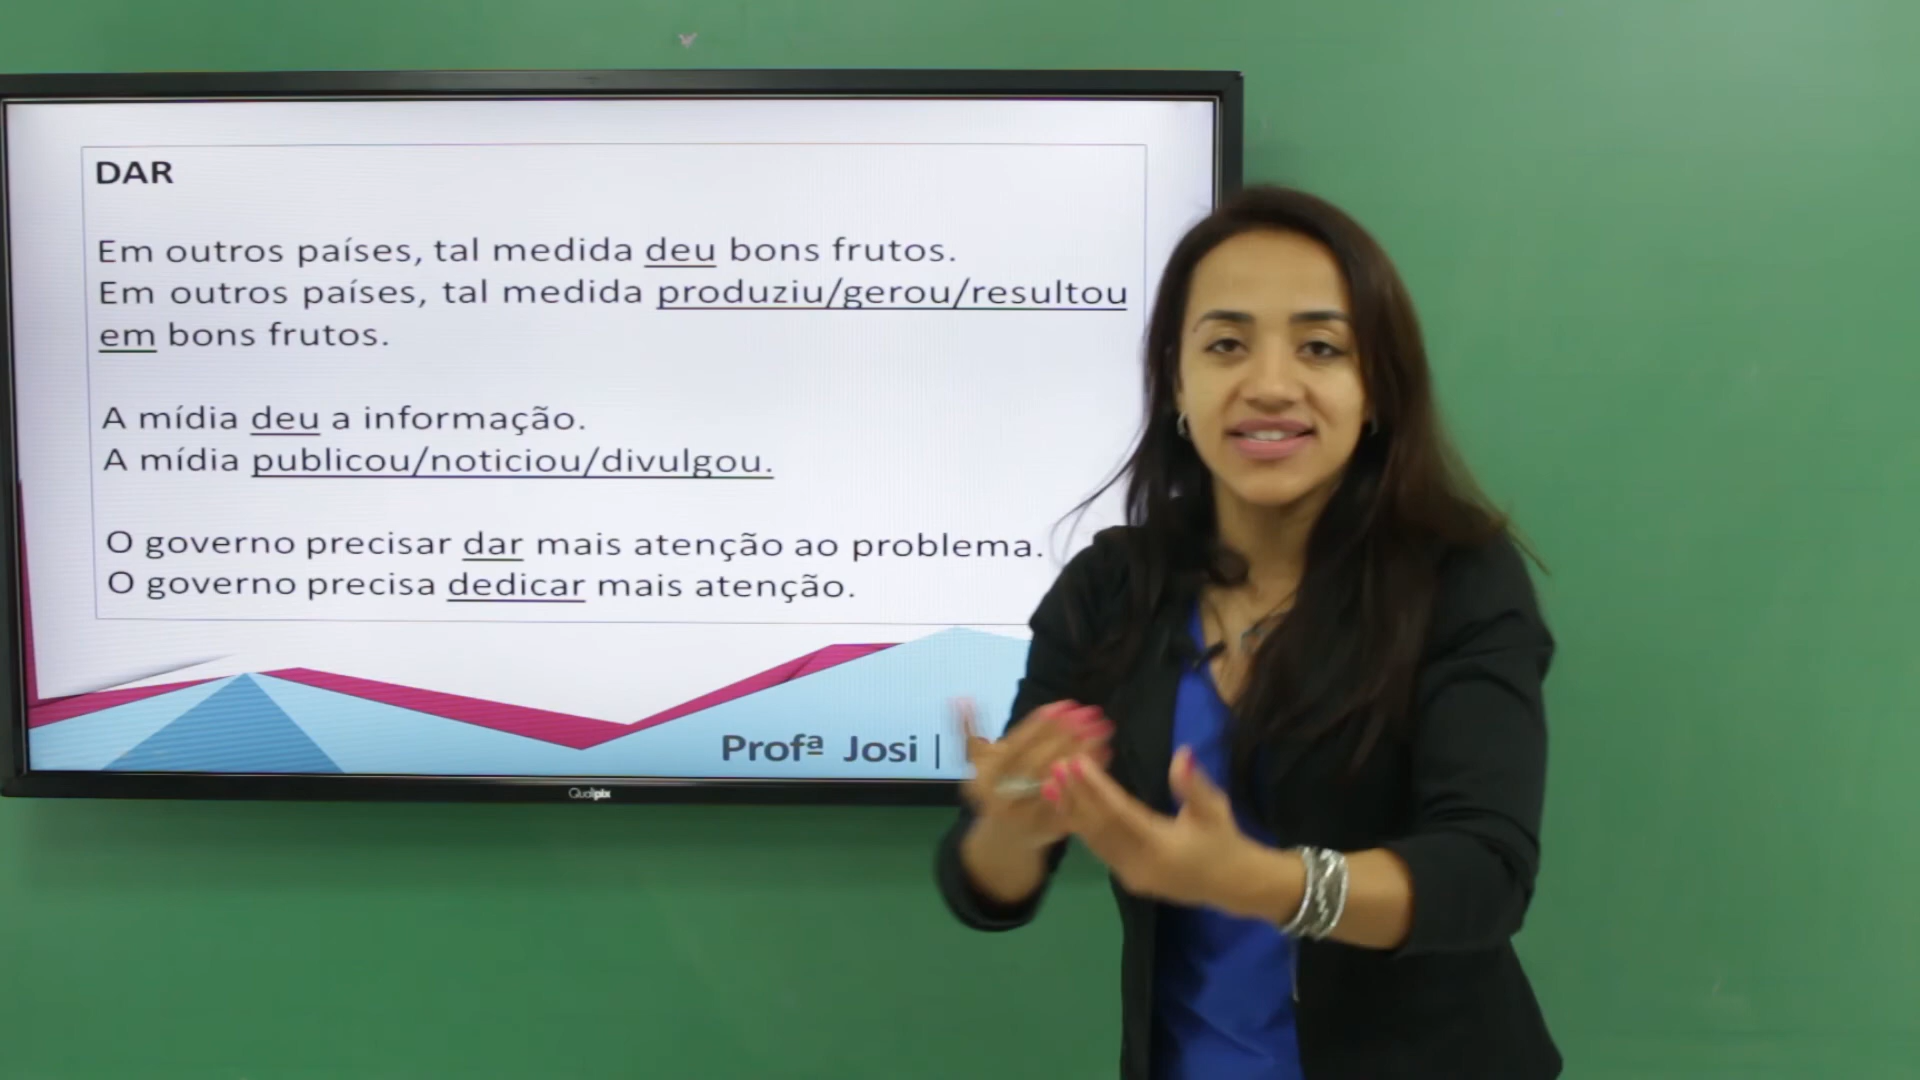 DAR
Em outros países, tal medida deu bons frutos.
Em outros países, tal medida produziu/gerou/resultou
em bons frutos.
A mídia deu a informação.
A mídia publicou/noticiou/divulgou.
O governo precisar dar mais atenção ao problema.
O governo precisa dedicar mais atenção.
Profª Josi |
Qualipix